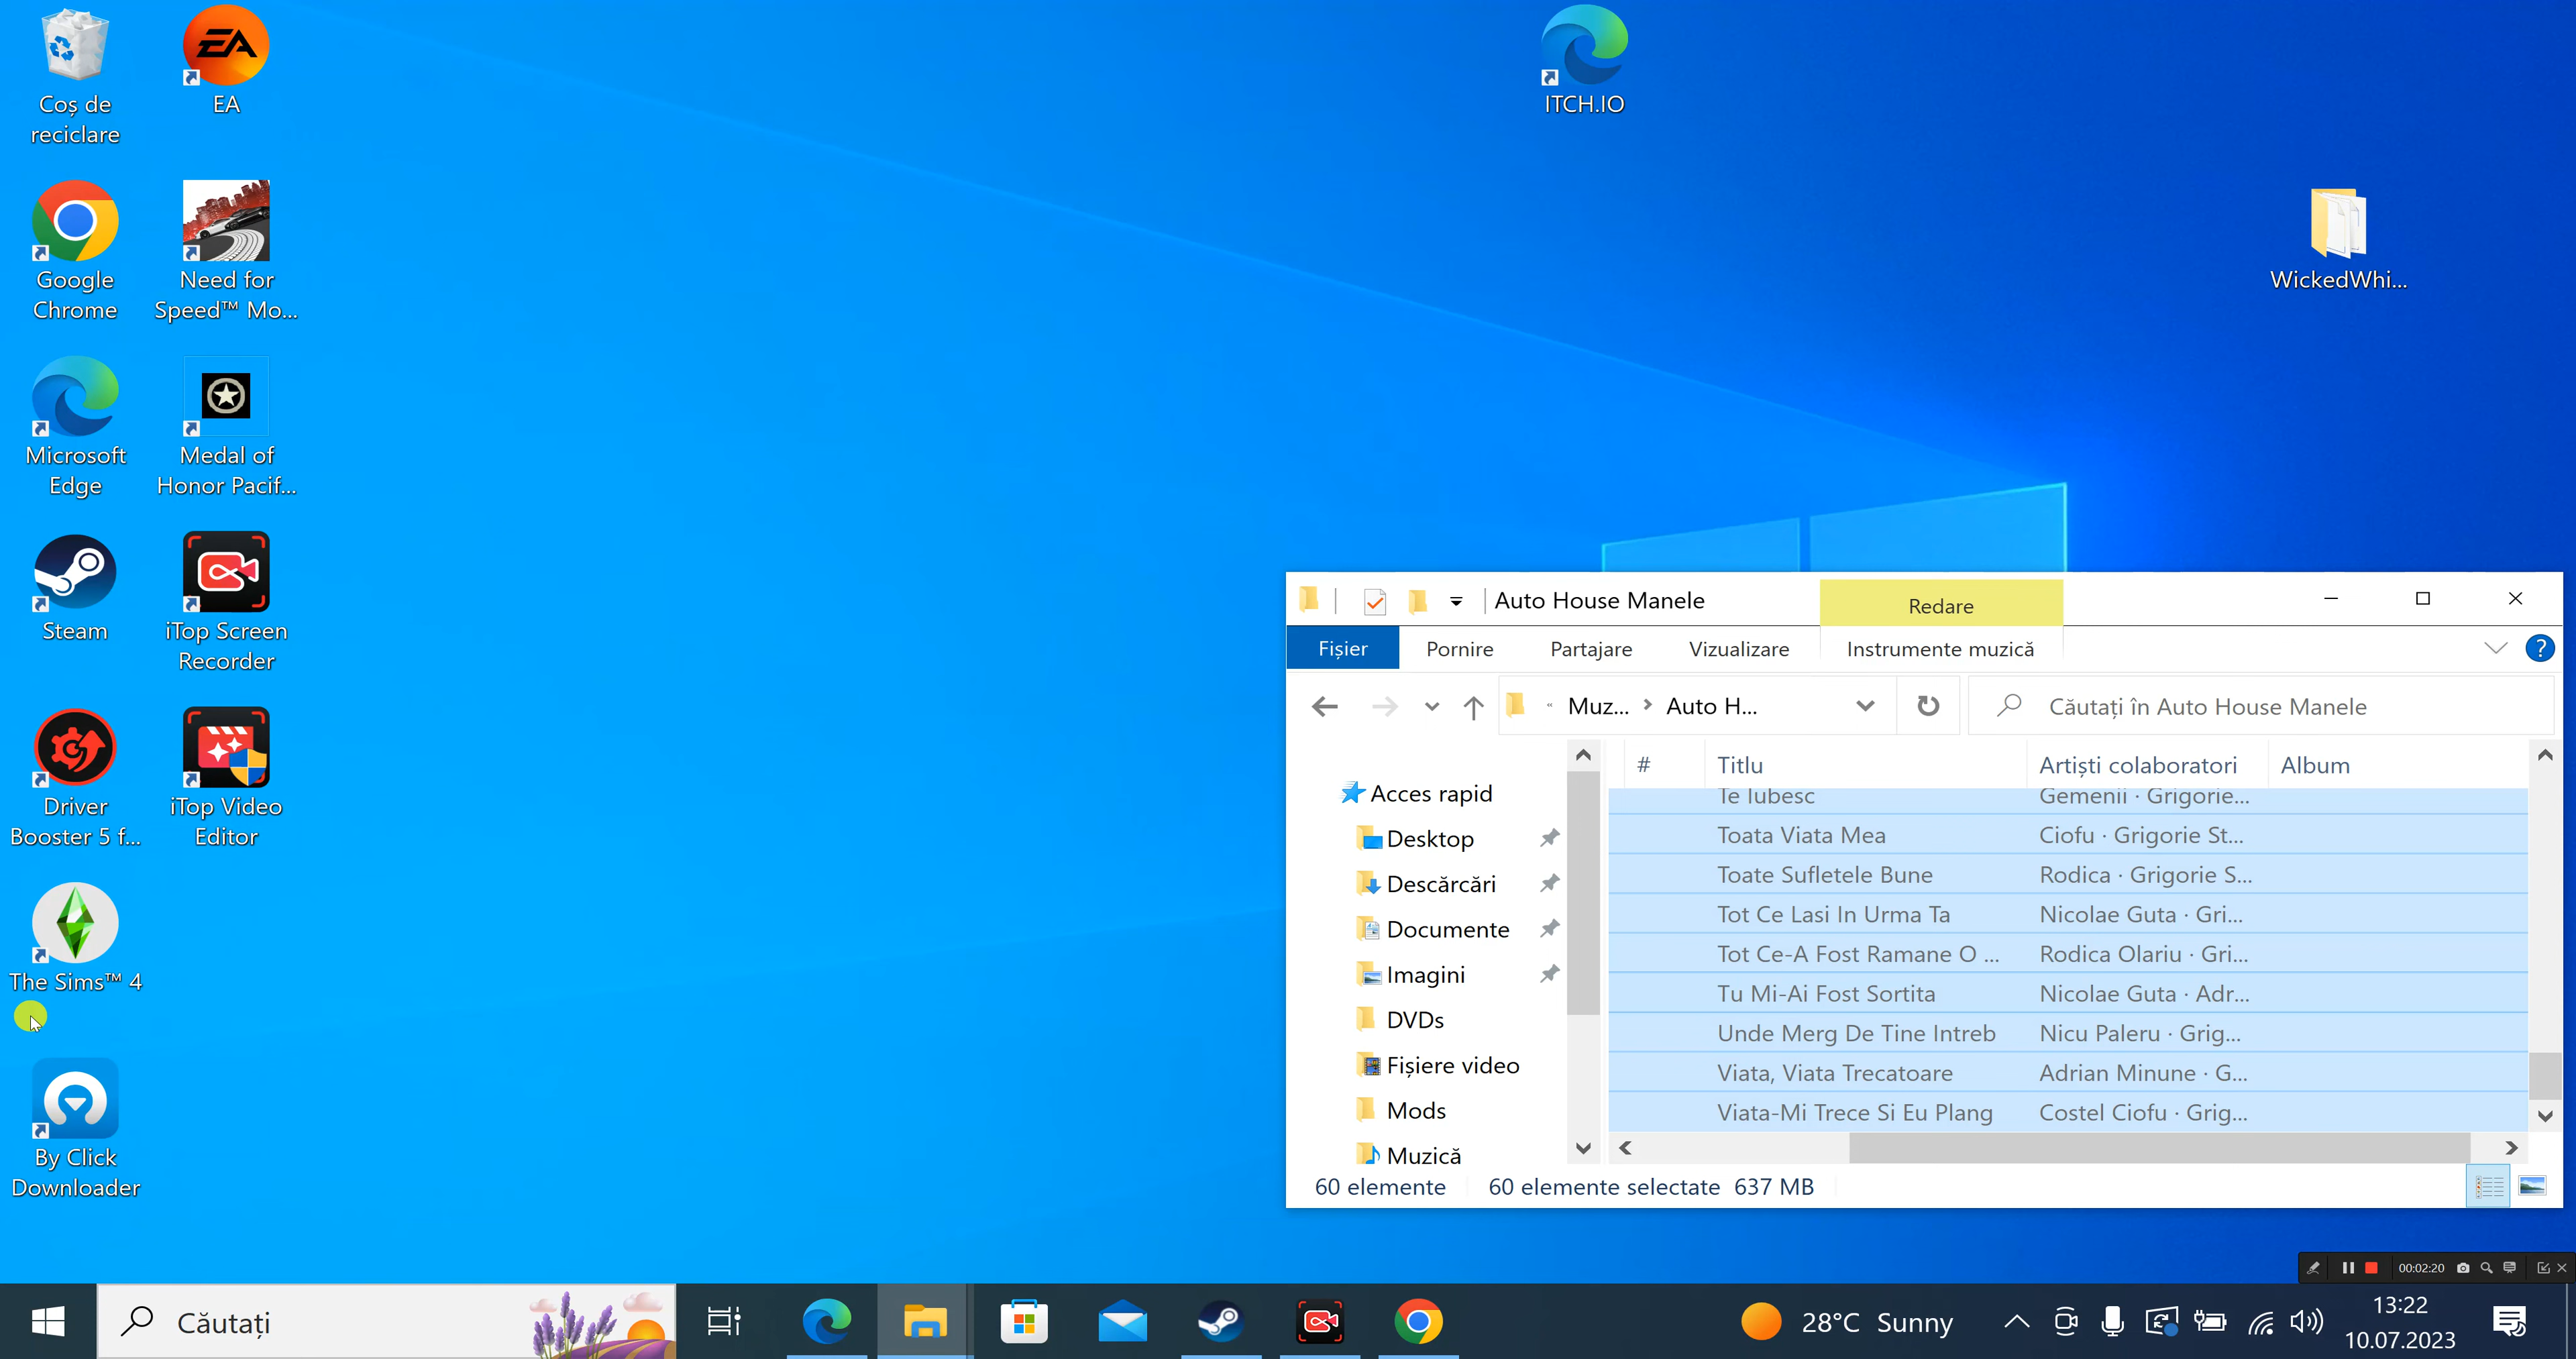 Coș de
reciclare
EA
ITCH.IO
Google
Chrome
Need for
Speed™ Mo...
WickedWhi...
Microsoft
Edge
Medal of
Honor Pacif...
Steam
iTop Screen
Recorder
Driver
Booster 5 f...
iTop Video
Editor
The Sims™ 4
By Click
Downloader
Auto House Manele
Redare
Fișier
Pornire
Partajare
Vizualizare
Instrumente muzică
?
« Muz... > Auto H...
Căutați în Auto House Manele
Acces rapid
Desktop
Descărcări
Documente
Imagini
DVDs
Fișiere video
Mods
Muzică
# Titlu Artiști colaboratori Album
Te Iubesc Gemenii · Grigorie...
Toata Viata Mea Ciofu · Grigorie St...
Toate Sufletele Bune Rodica · Grigorie S...
Tot Ce Lasi In Urma Ta Nicolae Guta · Gri...
Tot Ce-A Fost Ramane O ... Rodica Olariu · Gri...
Tu Mi-Ai Fost Sortita Nicolae Guta · Adr...
Unde Merg De Tine Intreb Nicu Paleru · Grig...
Viata, Viata Trecatoare Adrian Minune · G...
Viata-Mi Trece Si Eu Plang Costel Ciofu · Grig...
60 elemente 60 elemente selectate 637 MB
00:02:20
Căutați
28°C Sunny
13:22
10.07.2023